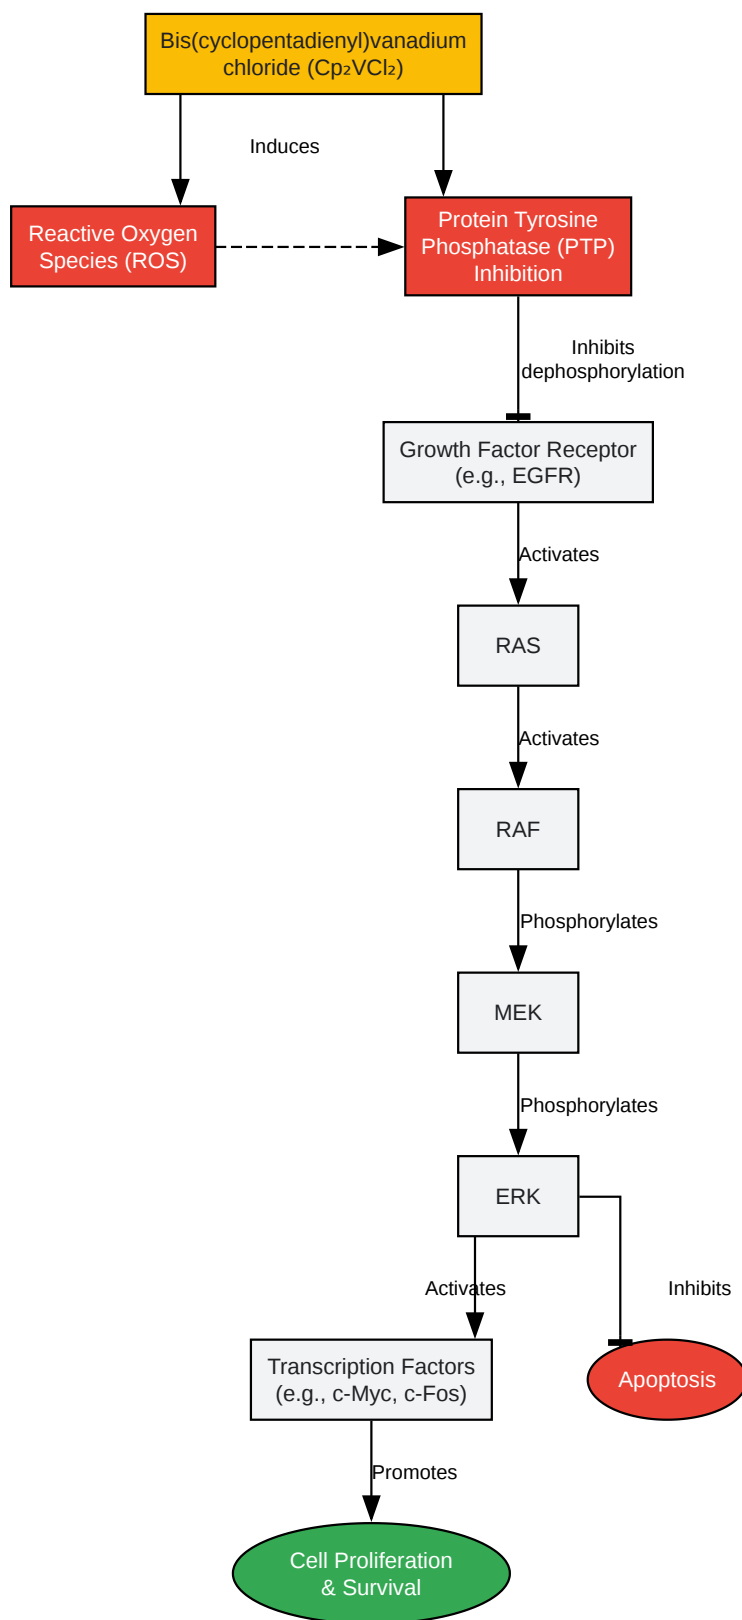 Bis(cyclopentadienyl)vanadium
chloride (Cp₂VCl₂)
Induces
Reactive Oxygen
Species (ROS)
Protein Tyrosine
Phosphatase (PTP)
Inhibition
Inhibits
dephosphorylation
Growth Factor Receptor
(e.g., EGFR)
Activates
RAS
Activates
RAF
Phosphorylates
MEK
Phosphorylates
ERK
Activates
Inhibits
Transcription Factors
(e.g., c-Myc, c-Fos)
Apoptosis
Promotes
Cell Proliferation
& Survival